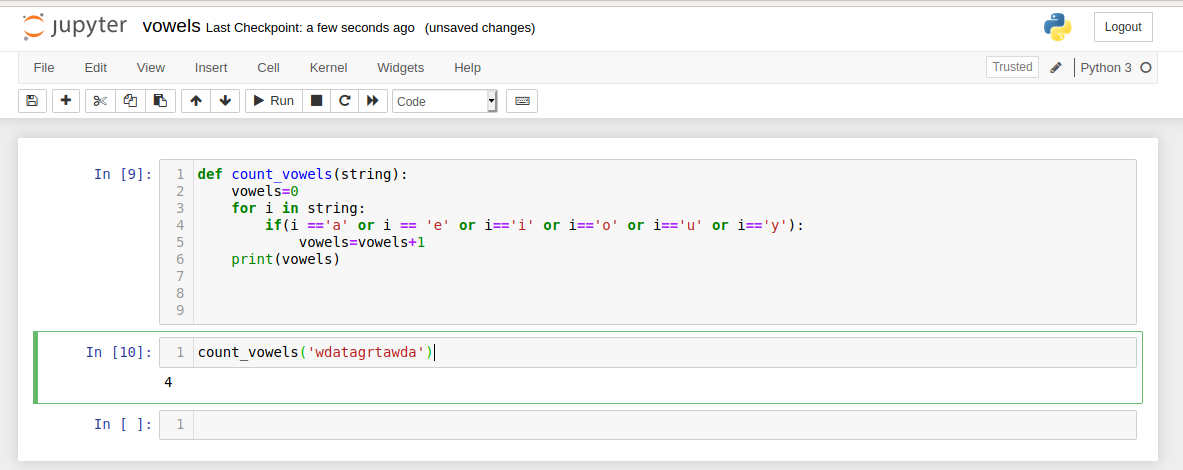 jupyter vowels Last Checkpoint: a few seconds ago (unsaved changes) Logout
File Edit View Insert Cell Kernel Widgets Help Trusted Python 3
Run Code
In [9]: 1 def count_vowels(string):
2     vowels=0
3     for i in string:
4         if(i =='a' or i == 'e' or i=='i' or i=='o' or i=='u' or i=='y'):
5             vowels=vowels+1
6     print(vowels)
7
8
9
In [10]: 1 count_vowels('wdatagrtawda')
4
In [ ]: 1